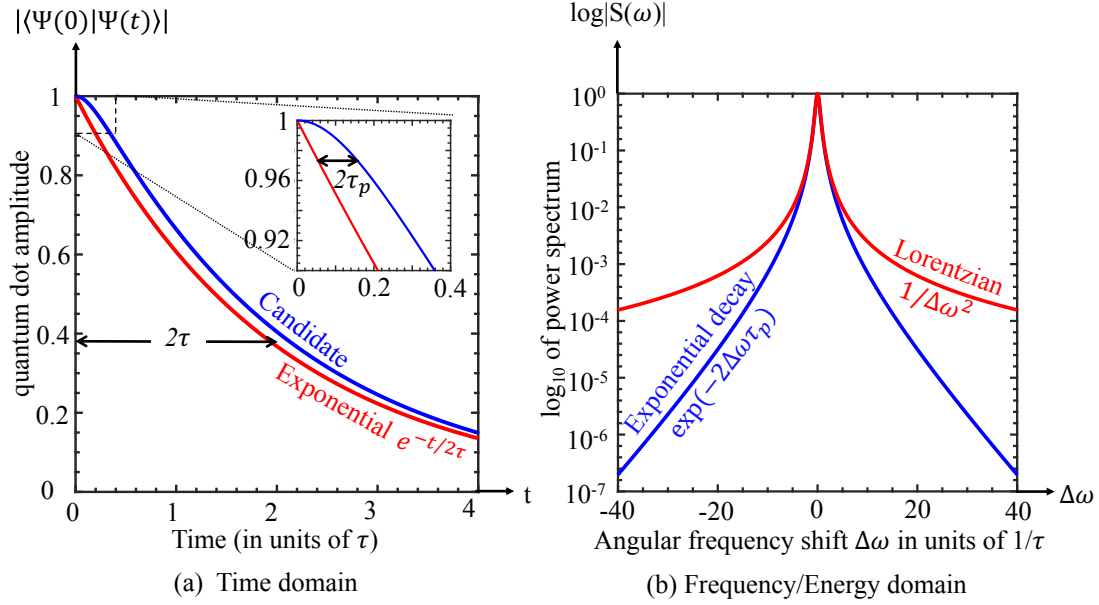 |⟨Ψ(0)|Ψ(t)⟩|
quantum dot amplitude
1
0.8
0.6
0.4
0.2
0
0
1
2
3
4
t
Time (in units of τ)
2τ
Candidate
Exponential e^{-t/2τ}
1
0.96
0.92
0
0.2
0.4
2τ_p
(a) Time domain
log|S(ω)|
log₁₀ of power spectrum
10^0
10^-1
10^-2
10^-3
10^-4
10^-5
10^-6
10^-7
-40
-20
0
20
40
Δω
Angular frequency shift Δω in units of 1/τ
Lorentzian
1/Δω²
Exponential decay
exp(−2Δωτ_p)
(b) Frequency/Energy domain